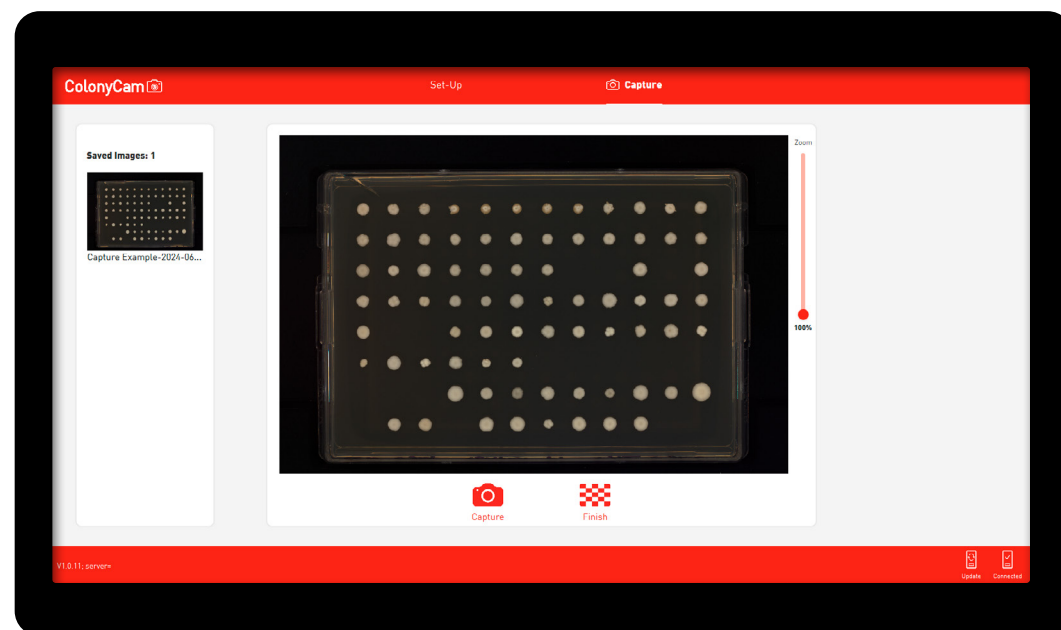 ColonyCam
Set-Up
Capture
Saved Images: 1
Capture Example-2024-06...
Zoom
100%
Capture
Finish
V1.0.11; server=
Update
Connected